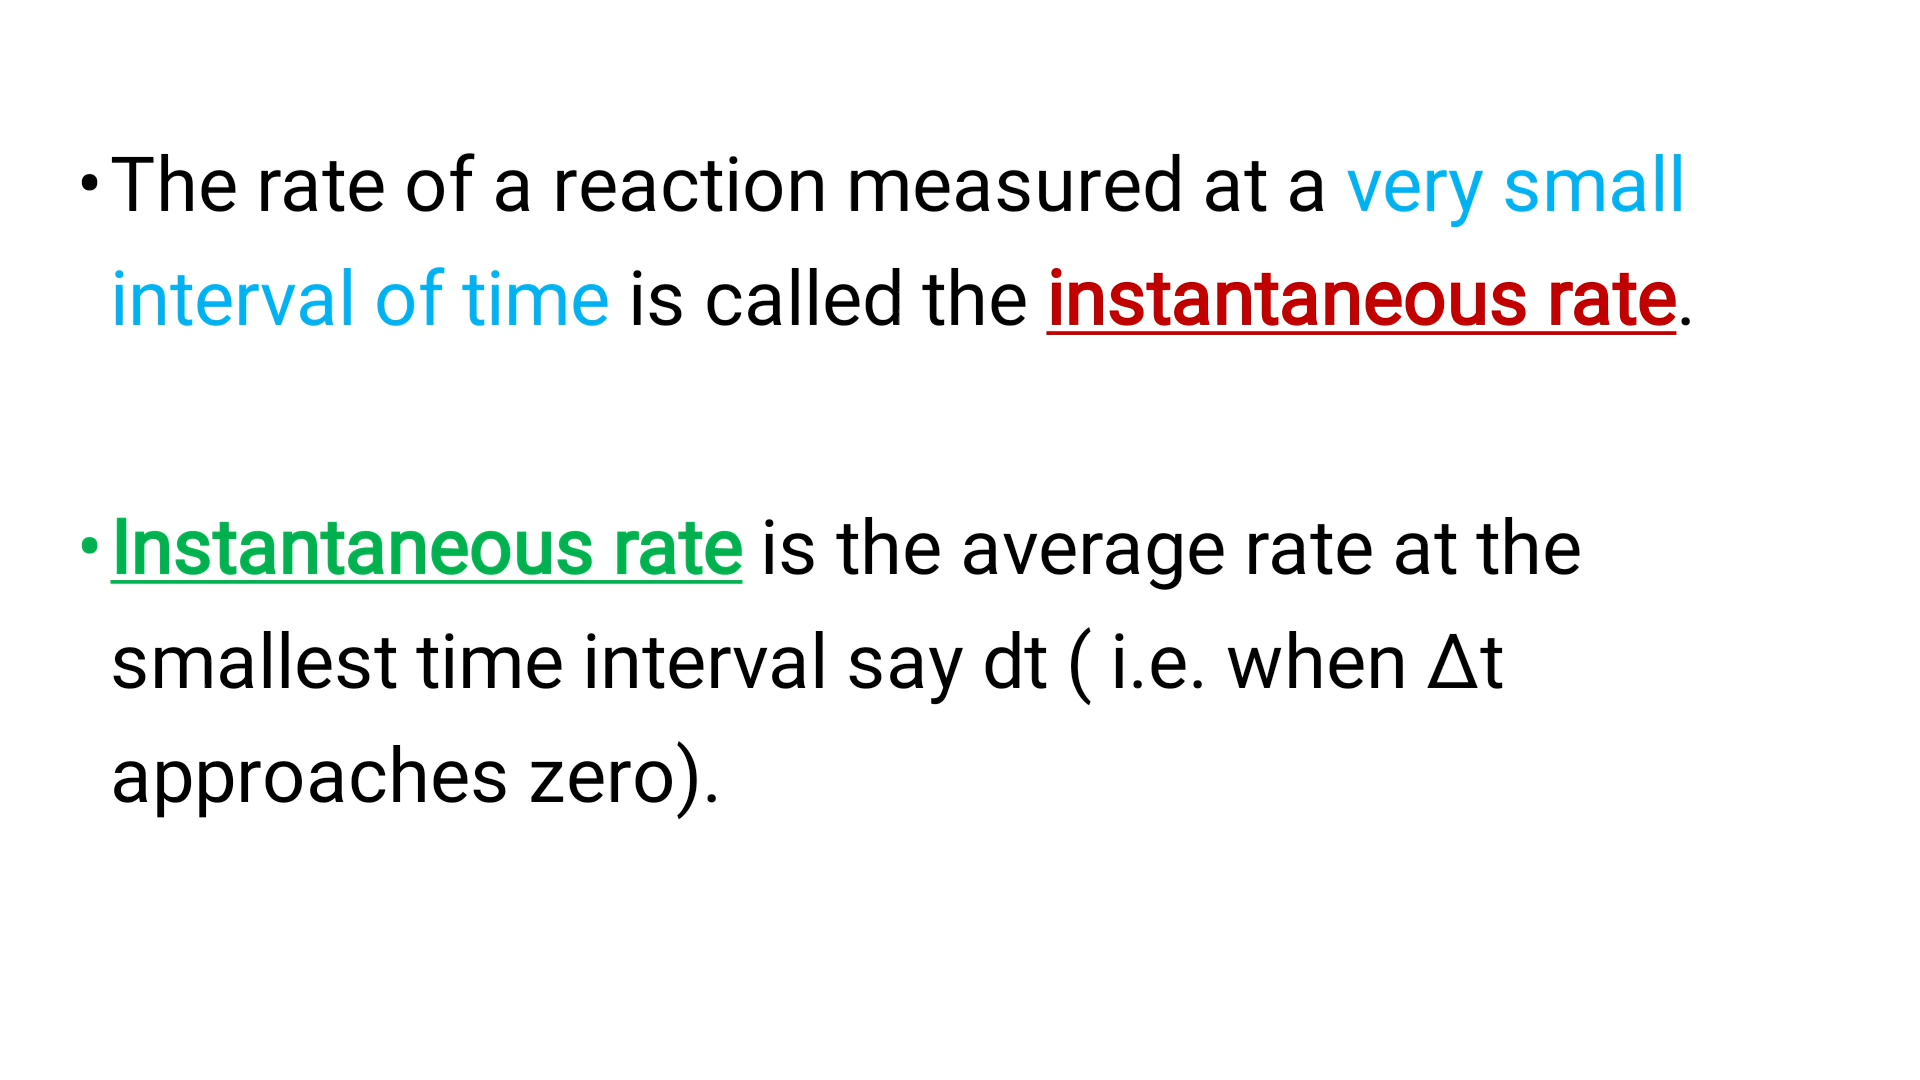 •The rate of a reaction measured at a very small
interval of time is called the instantaneous rate.
•Instantaneous rate is the average rate at the
smallest time interval say dt ( i.e. when Δt
approaches zero).